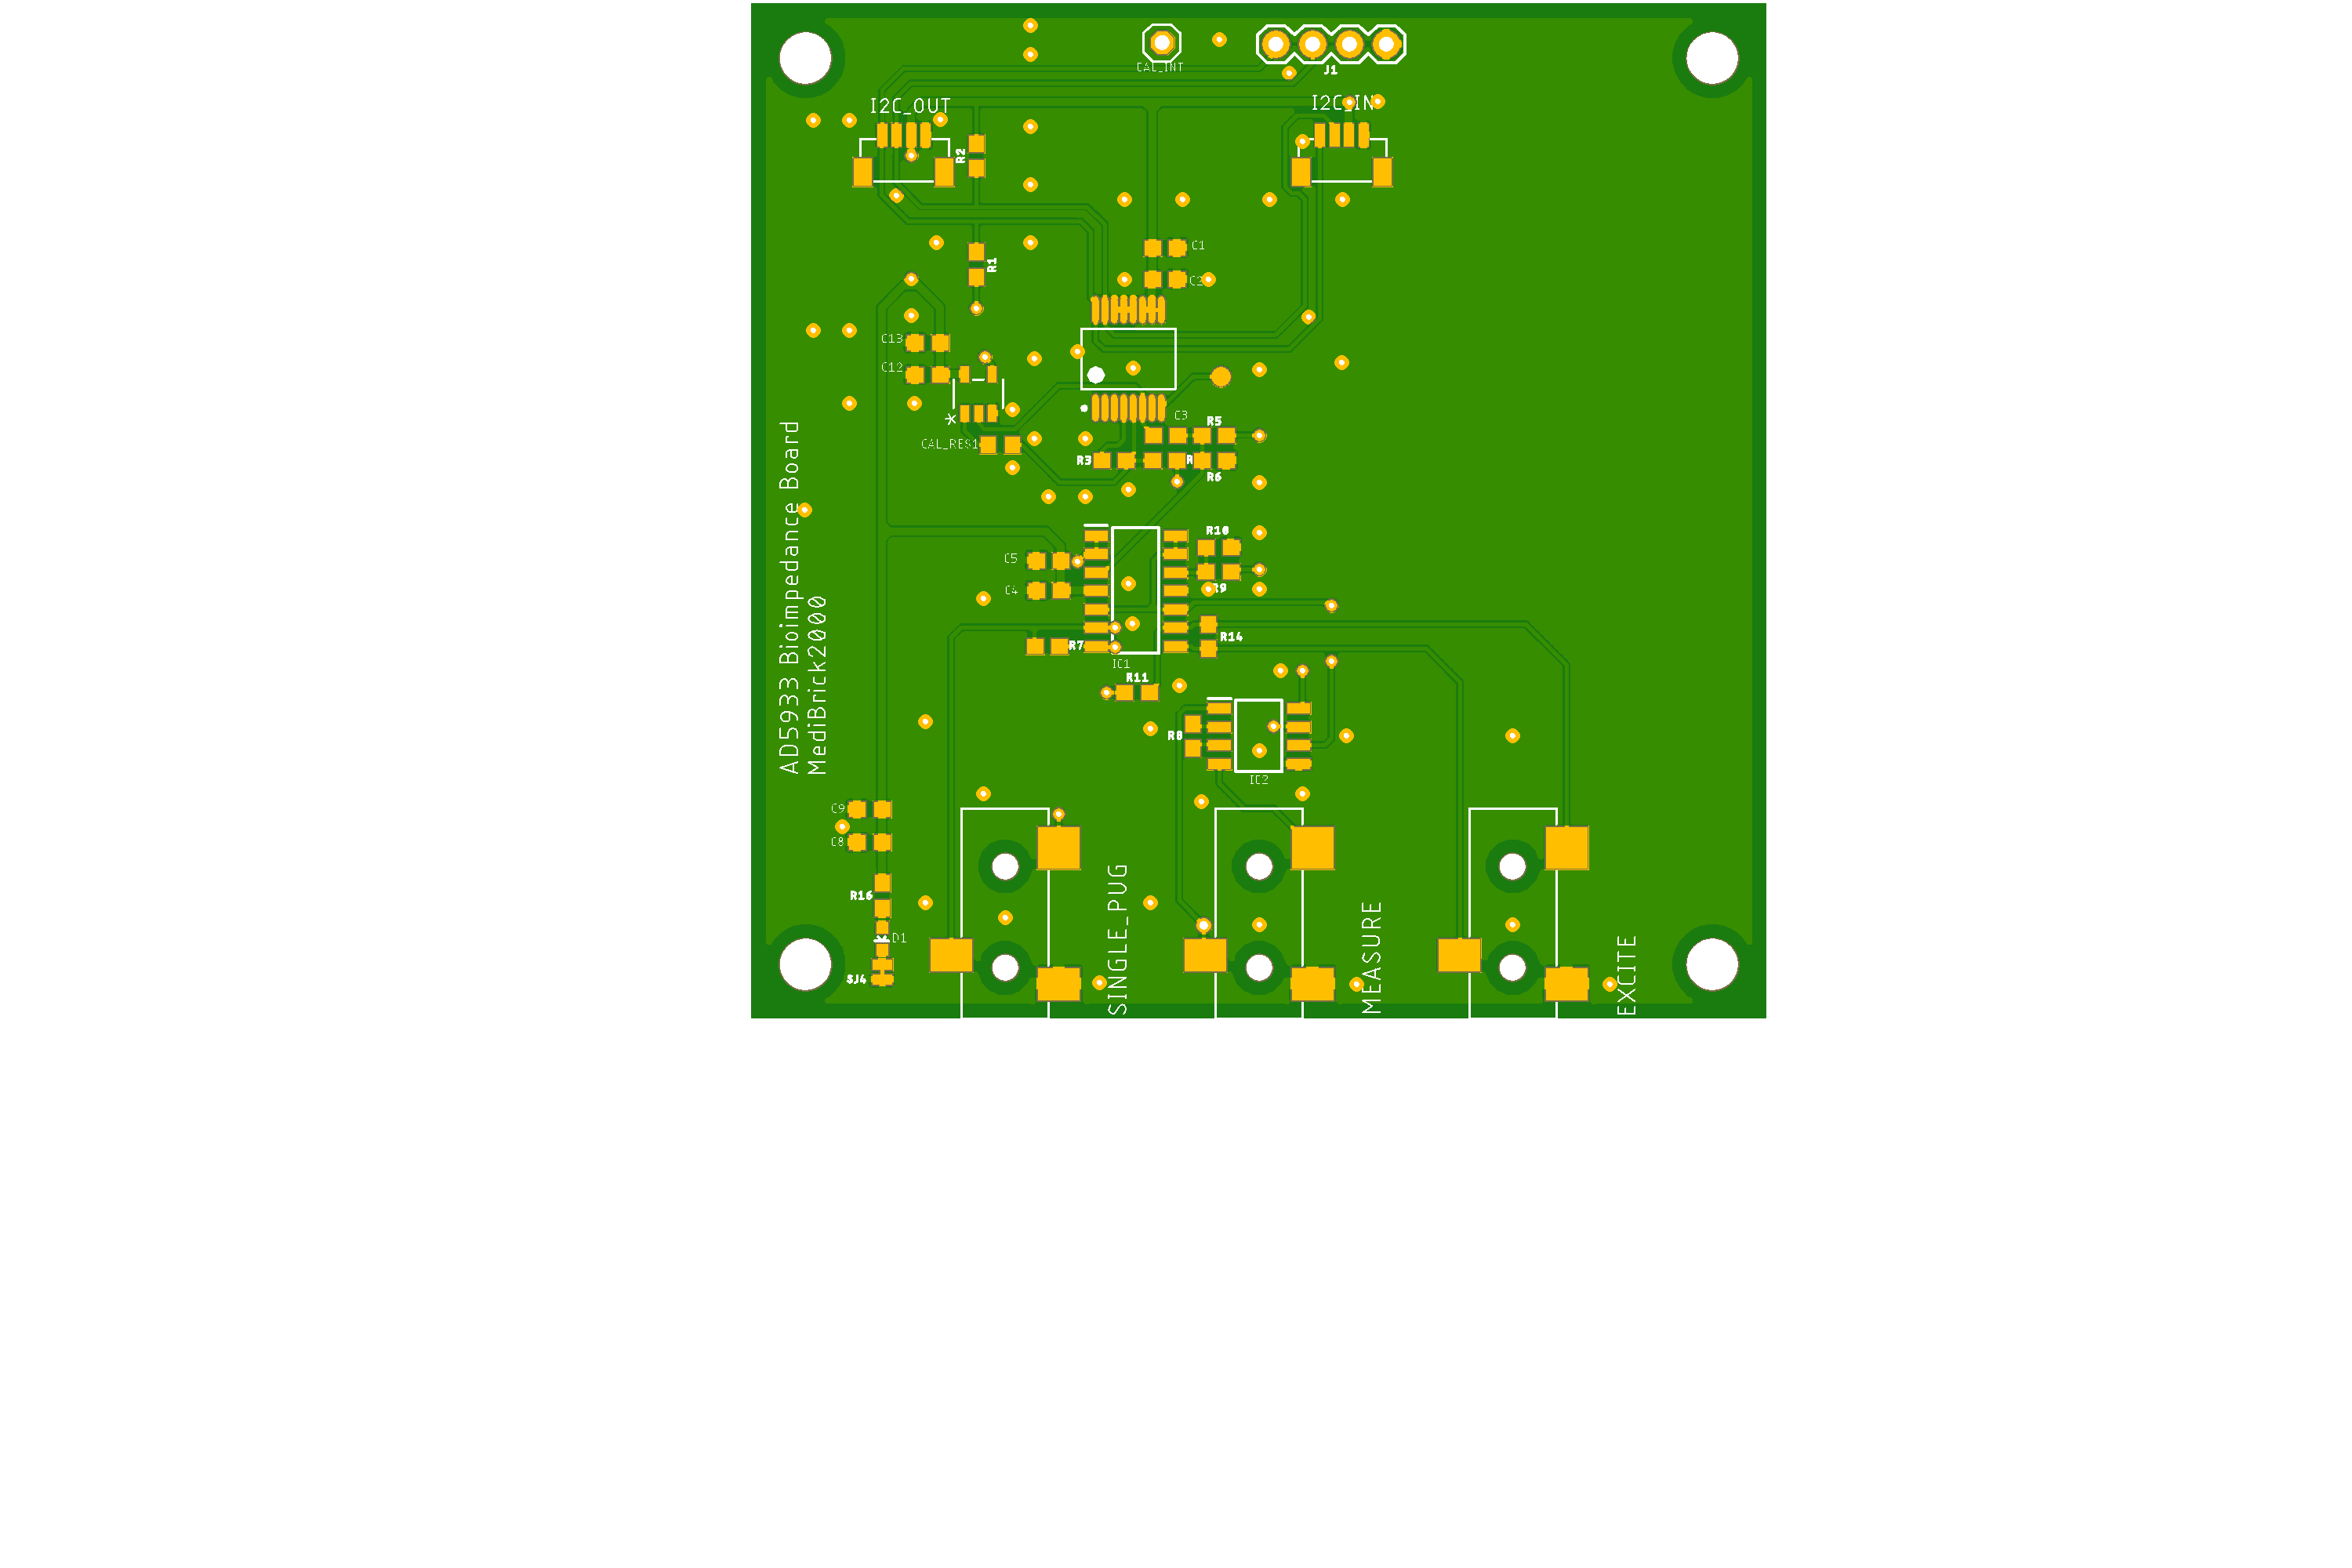 CAL_INT
J1
I2C_OUT
I2C_IN
R2
C1
R1
C2
C13
C12
C3
R5
CAL_RES1
R3
R
R6
AD5933 Bioimpedance Board
MediBrick2000
R10
C5
C4
R9
R14
R7
IC1
R11
R8
IC2
C9
C8
R16
D1
SJ4
SINGLE_PVG
MEASURE
EXCITE